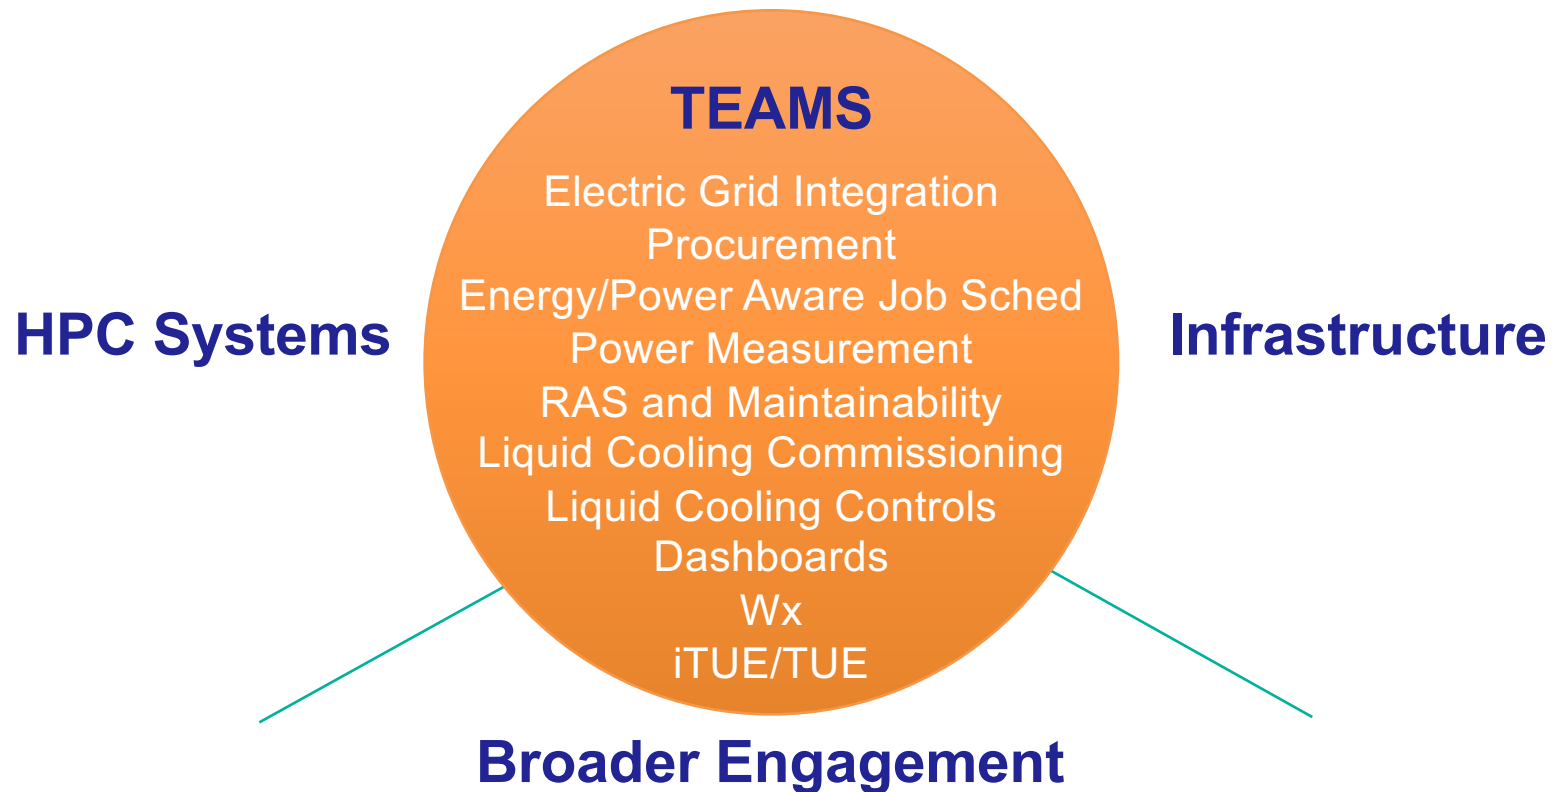 TEAMS
Electric Grid Integration
Procurement
Energy/Power Aware Job Sched
HPC Systems
Infrastructure
Power Measurement
RAS and Maintainability
Liquid Cooling Commissioning
Liquid Cooling Controls
Dashboards
Wx
iTUE/TUE
Broader Engagement